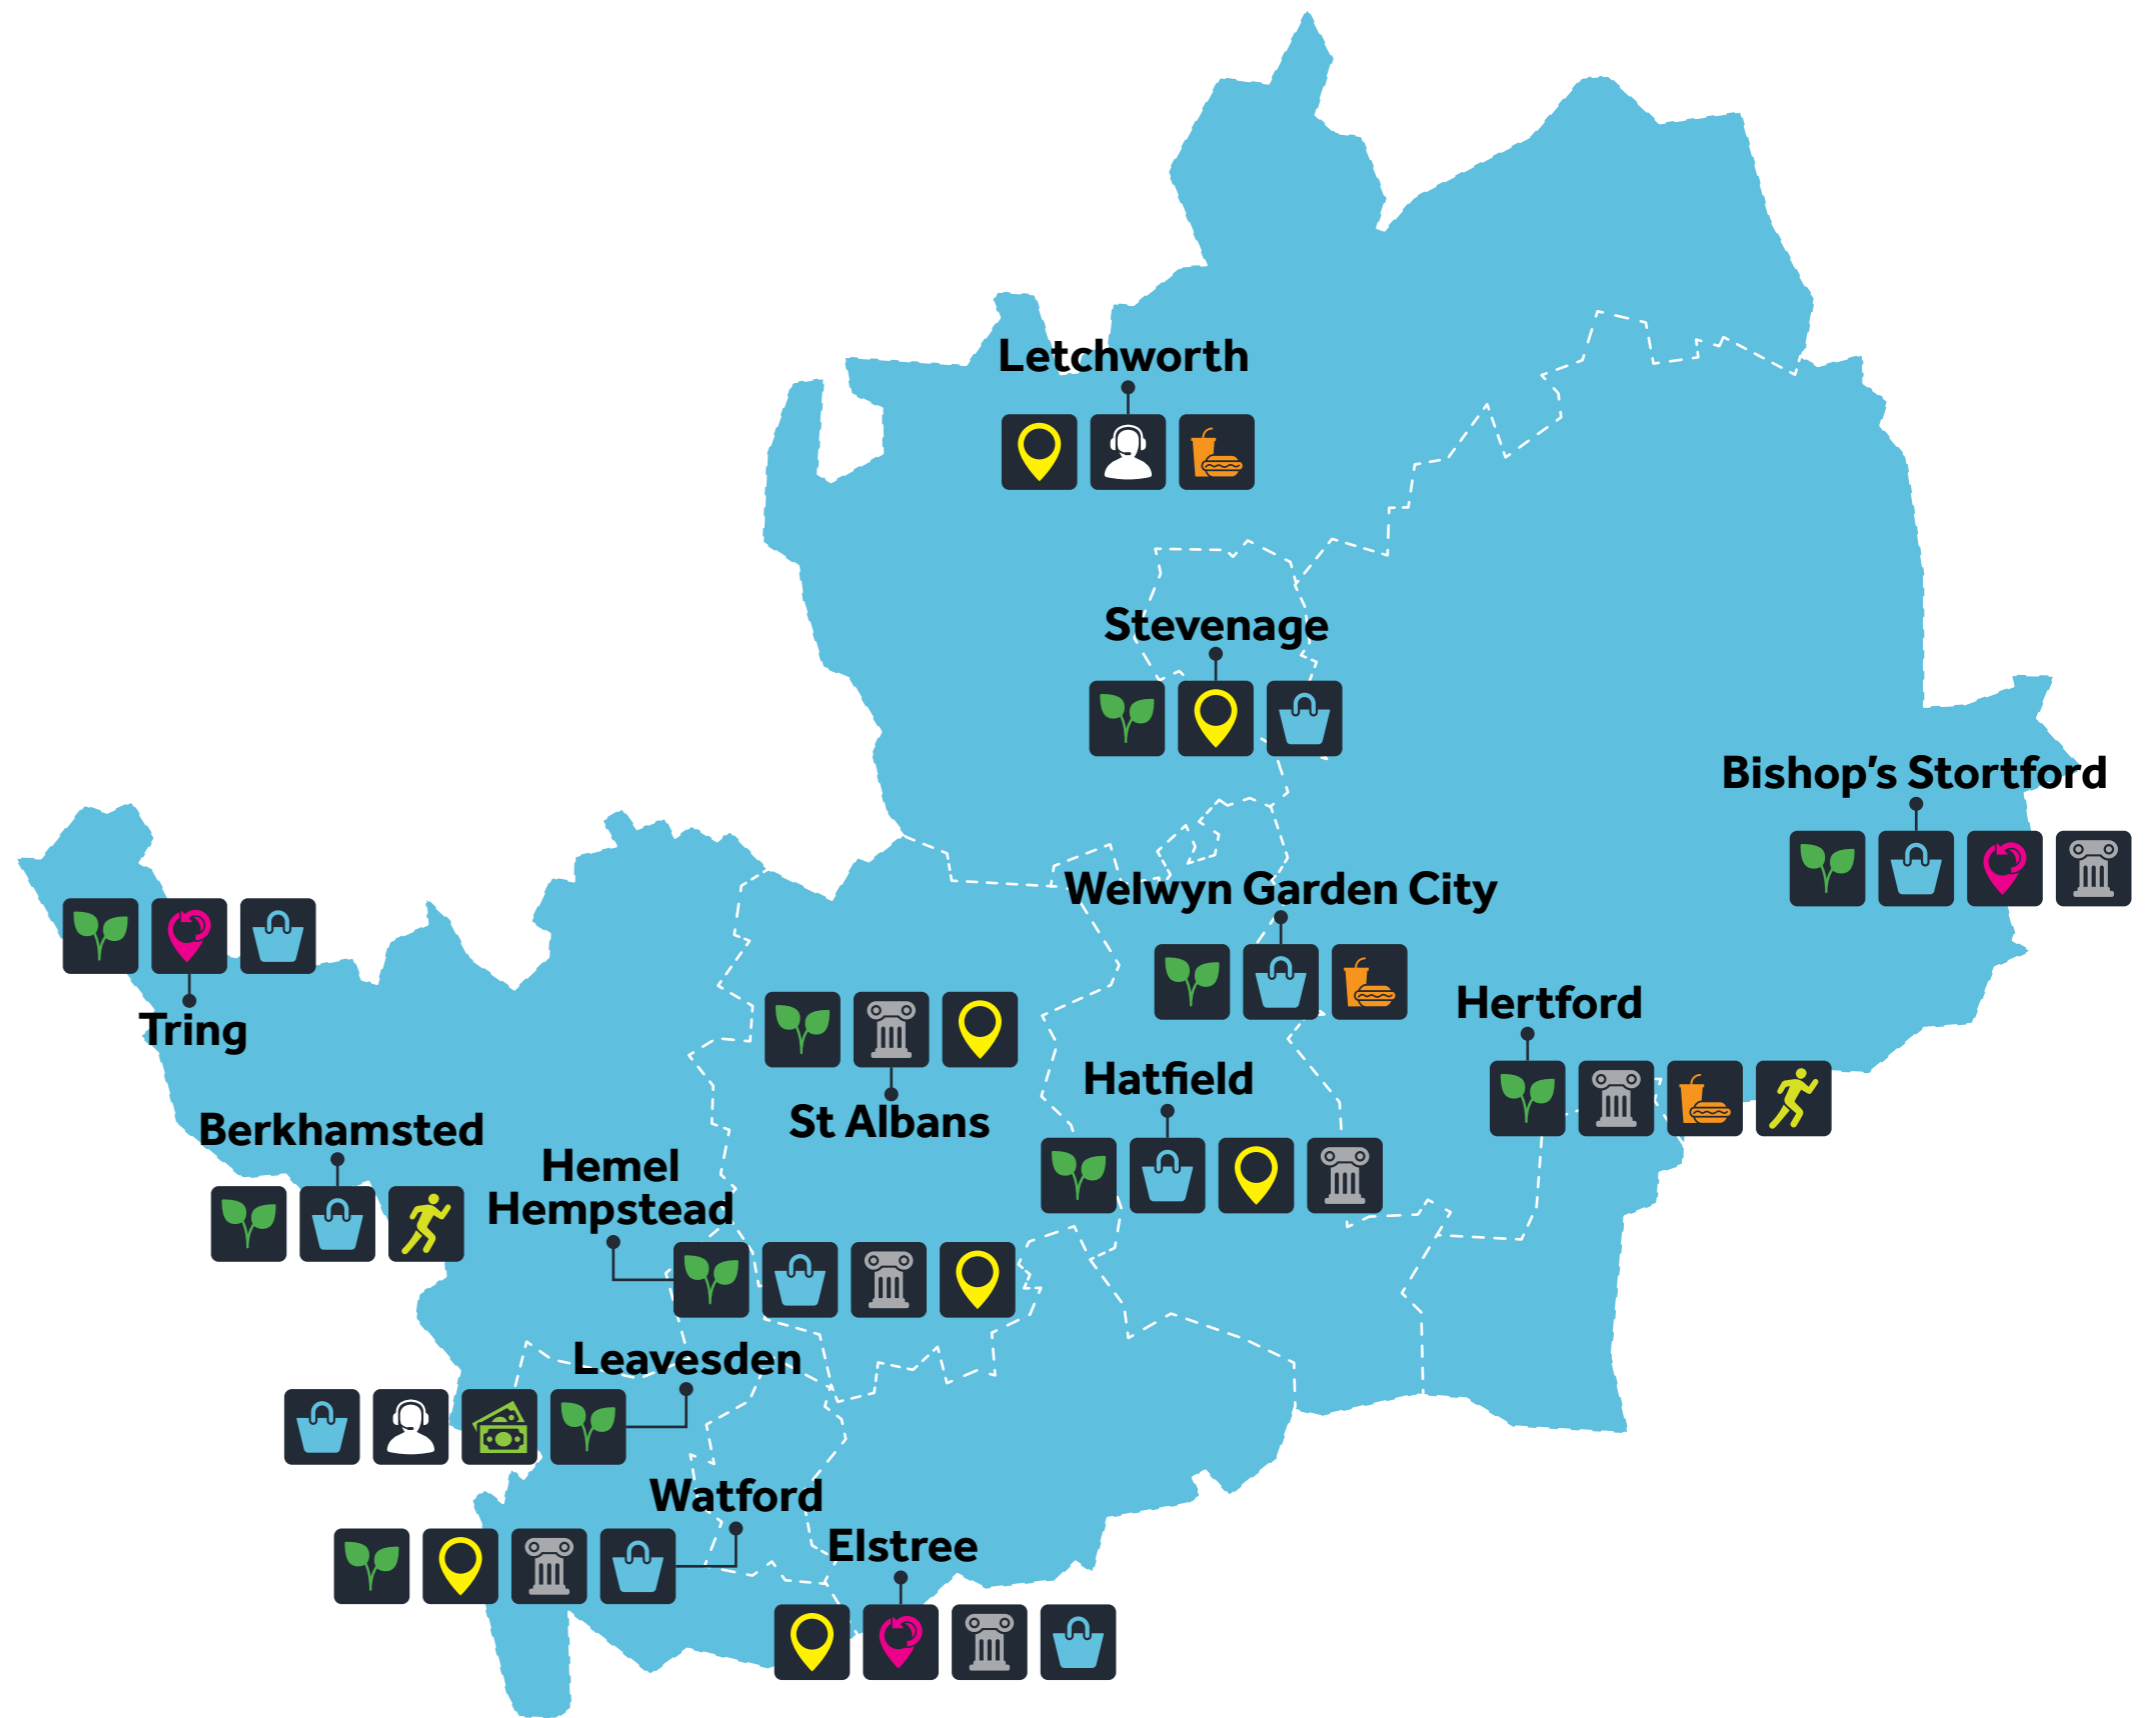 Letchworth
Stevenage
Bishop's Stortford
Welwyn Garden City
Hertford
Tring
Hatfield
St Albans
Berkhamsted
Hemel
Hempstead
Leavesden
Watford
Elstree